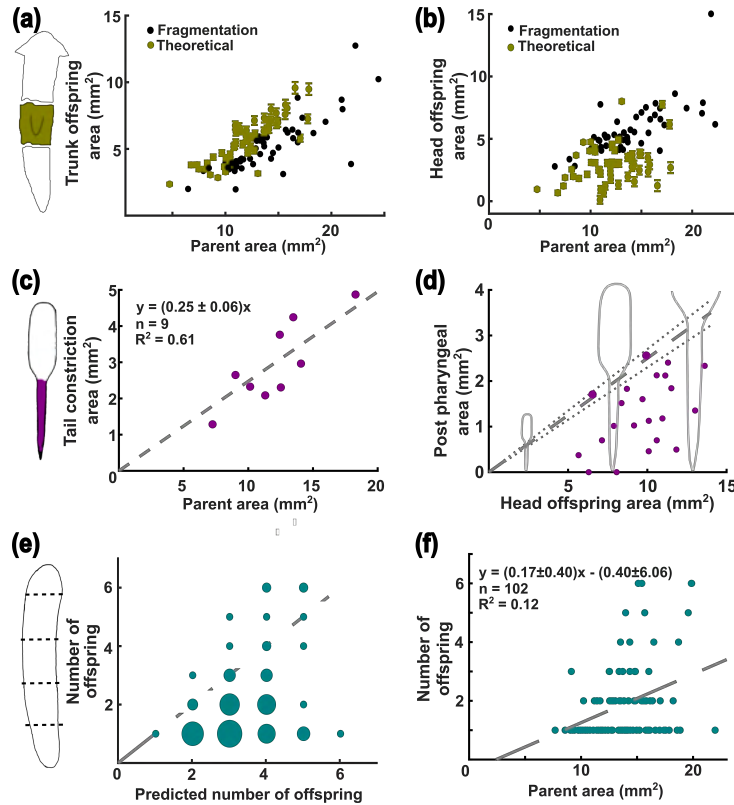 (a)
15
10
5
10
20
Fragmentation
Theoretical
Trunk offspring
area (mm²)
Parent area (mm²)
(b)
15
10
5
0
0
10
20
Fragmentation
Theoretical
Head offspring
area (mm²)
Parent area (mm²)
(c)
5
4
3
2
1
0
5
10
15
20
y = (0.25 ± 0.06)x
n = 9
R² = 0.61
Tail constriction
area (mm²)
Parent area (mm²)
(d)
4
3
2
1
0
0
5
10
15
Post pharyngeal
area (mm²)
Head offspring area (mm²)
(e)
6
4
2
0
2
4
6
Number of
offspring
Predicted number of offspring
(f)
6
4
2
0
10
20
y = (0.17±0.40)x - (0.40±6.06)
n = 102
R² = 0.12
Number of
offspring
Parent area (mm²)